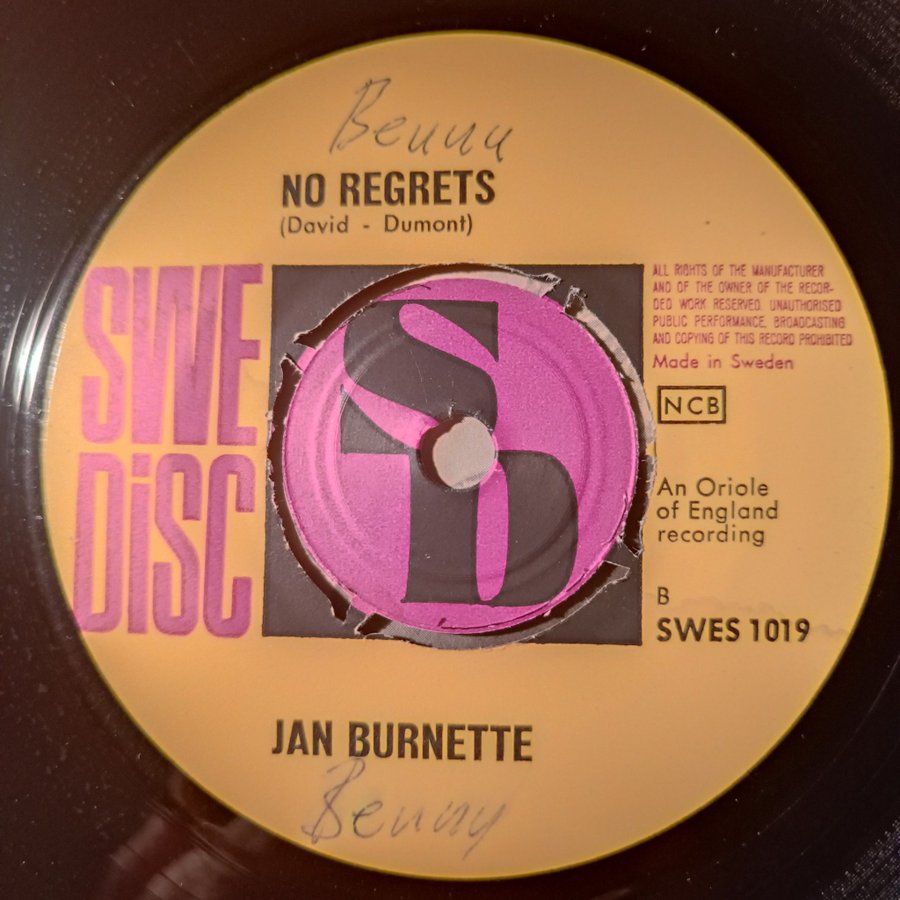 Benny
NO REGRETS
(David - Dumont)
SWE
DiSC
SD
ALL RIGHTS OF THE MANUFACTURER
AND OF THE OWNER OF THE RECOR-
DED WORK RESERVED. UNAUTHORISED
PUBLIC PERFORMANCE, BROADCASTING
AND COPYING OF THIS RECORD PROHIBITED
Made in Sweden
NCB
An Oriole
of England
recording
B
SWES 1019
JAN BURNETTE
Benny